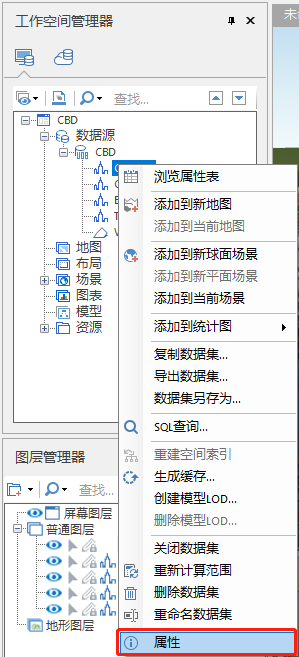 工作空间管理器
未
查找...
CBD
数据源
CBD
地图
布局
场景
图表
模型
资源
浏览属性表
添加到新地图
添加到当前地图
添加到新球面场景
添加到新平面场景
添加到当前场景
添加到统计图
复制数据集...
导出数据集...
数据集另存为...
SQL查询...
重建空间索引
生成缓存...
创建模型LOD...
删除模型LOD...
关闭数据集
重新计算范围
删除数据集
重命名数据集
属性
图层管理器
查找...
屏幕图层
普通图层
地形图层